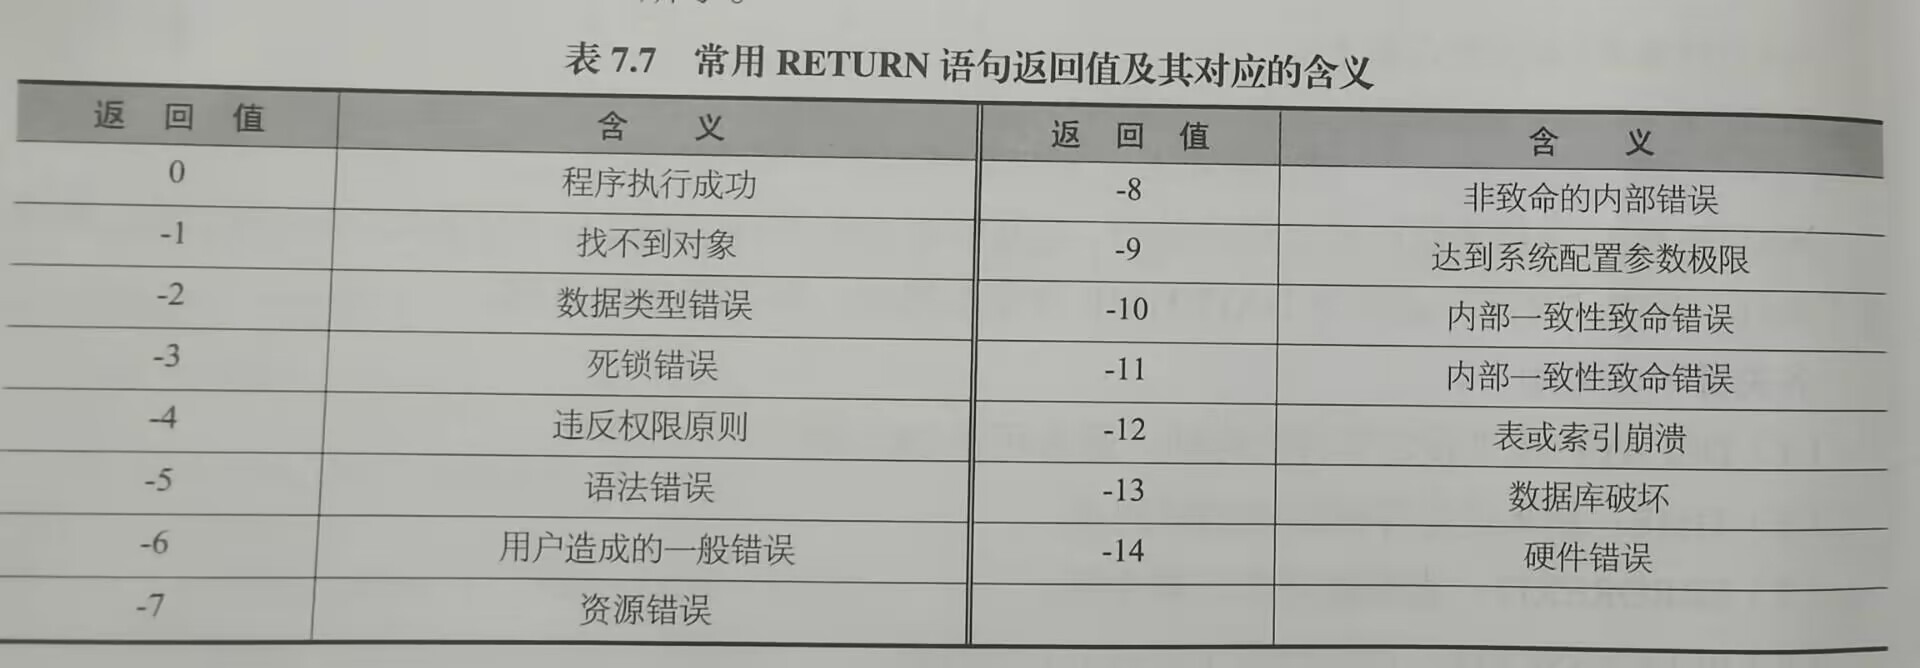 表 7.7 常用 RETURN 语句返回值及其对应的含义
返 回 值 含 义 返 回 值 含 义
0 程序执行成功 -8 非致命的内部错误
-1 找不到对象 -9 达到系统配置参数极限
-2 数据类型错误 -10 内部一致性致命错误
-3 死锁错误 -11 内部一致性致命错误
-4 违反权限原则 -12 表或索引崩溃
-5 语法错误 -13 数据库破坏
-6 用户造成的一般错误 -14 硬件错误
-7 资源错误